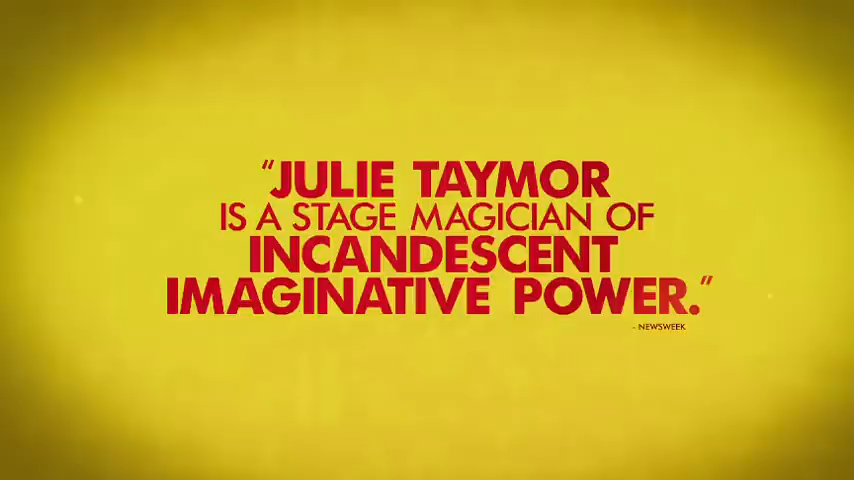 “JULIE TAYMOR
IS A STAGE MAGICIAN OF
INCANDESCENT
IMAGINATIVE POWER.”
- NEWSWEEK